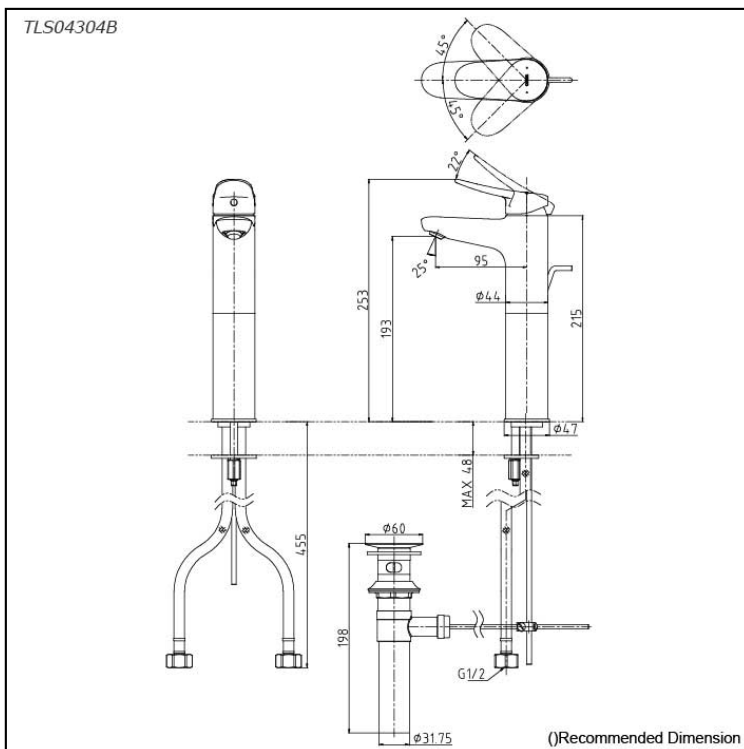 TLS04304B
45°
45°
22°
25°
95
ϕ44
253
193
215
ϕ47
MAX 48
455
ϕ60
198
G1/2
ϕ31.75
()Recommended Dimension